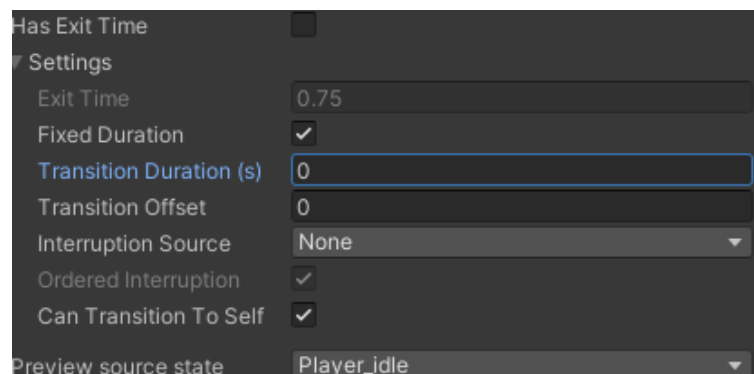 Has Exit Time
Settings
Exit Time 0.75
Fixed Duration
Transition Duration (s) 0
Transition Offset 0
Interruption Source None
Ordered Interruption
Can Transition To Self
Preview source state Player_idle